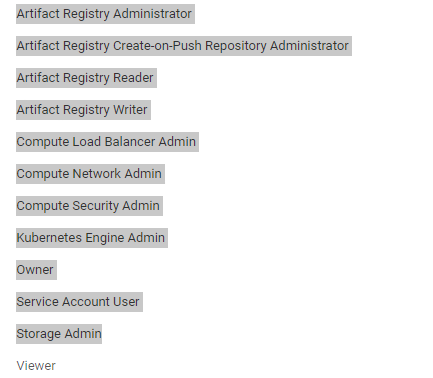 Artifact Registry Administrator
Artifact Registry Create-on-Push Repository Administrator
Artifact Registry Reader
Artifact Registry Writer
Compute Load Balancer Admin
Compute Network Admin
Compute Security Admin
Kubernetes Engine Admin
Owner
Service Account User
Storage Admin
Viewer